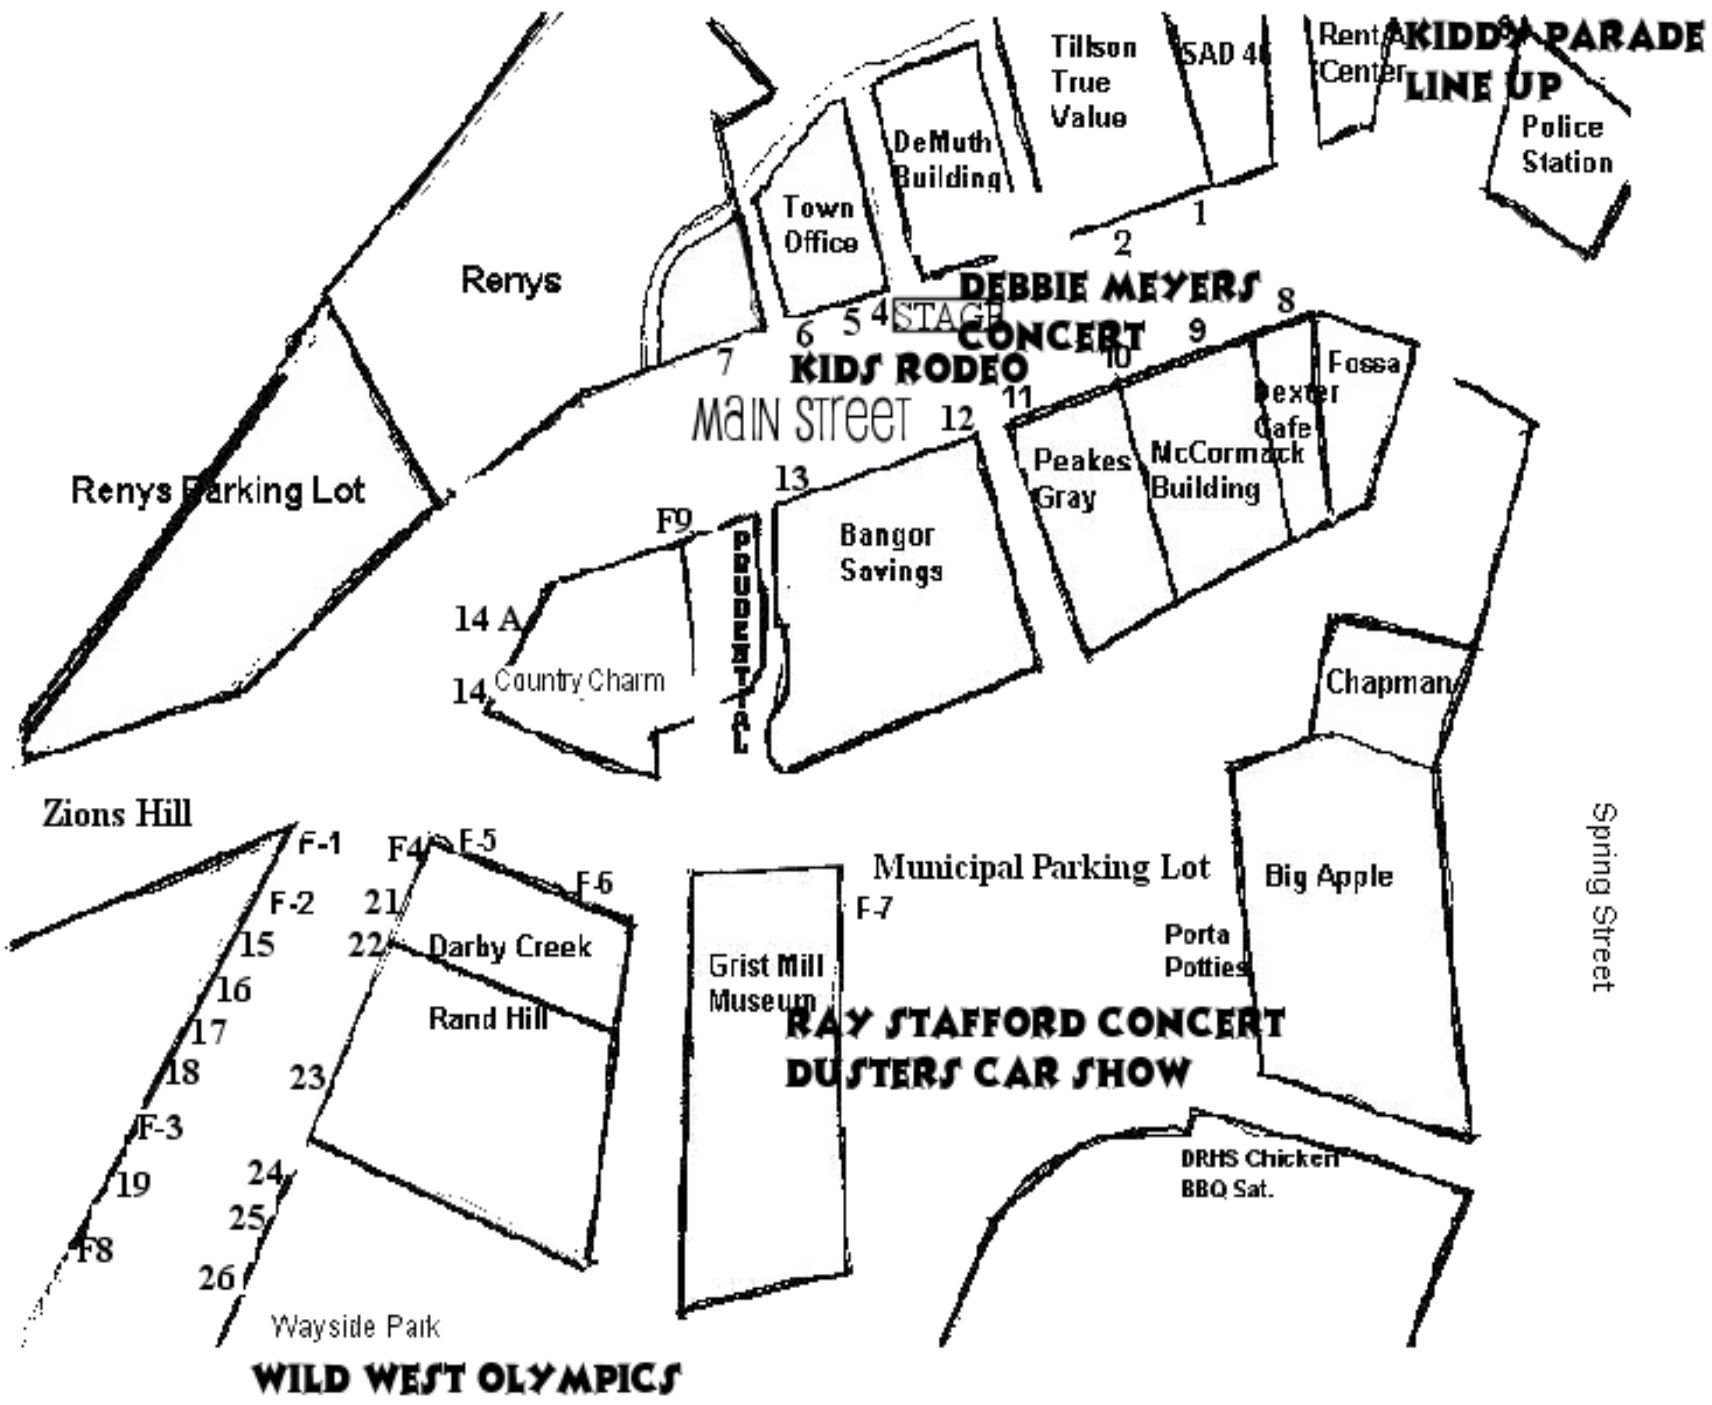 Tillson
True
Value
SAD 46
Rent A
Center
KIDDY PARADE
LINE UP
Police
Station
DeMuth
Building
Town
Office
1
2
Renys
DEBBIE MEYERS
CONCERT
STAGE
4
5
6
7
8
9
10
KIDS RODEO
MAIN STREET
11
12
13
Fossa
Dexter
Cafe
McCormack
Building
Peakes
Gray
Renys Parking Lot
F9
PRUDENTIAL
Bangor
Savings
14 A
14
Country Charm
Chapman
Zions Hill
F-1
F4
F-5
F-6
F-2
21
22
15
16
17
18
F-3
19
F8
Darby Creek
Rand Hill
23
24
25
26
Municipal Parking Lot
F-7
Big Apple
Spring Street
Porta
Potties
Grist Mill
Museum
RAY STAFFORD CONCERT
DUSTERS CAR SHOW
DRHS Chicken
BBQ Sat.
Wayside Park
WILD WEST OLYMPICS